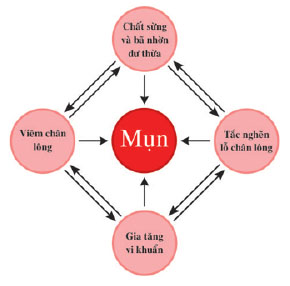 Chất sừng
và bã nhờn
dư thừa
Viêm chân
lông
Mụn
Tắc nghẽn
lỗ chân lông
Gia tăng
vi khuẩn